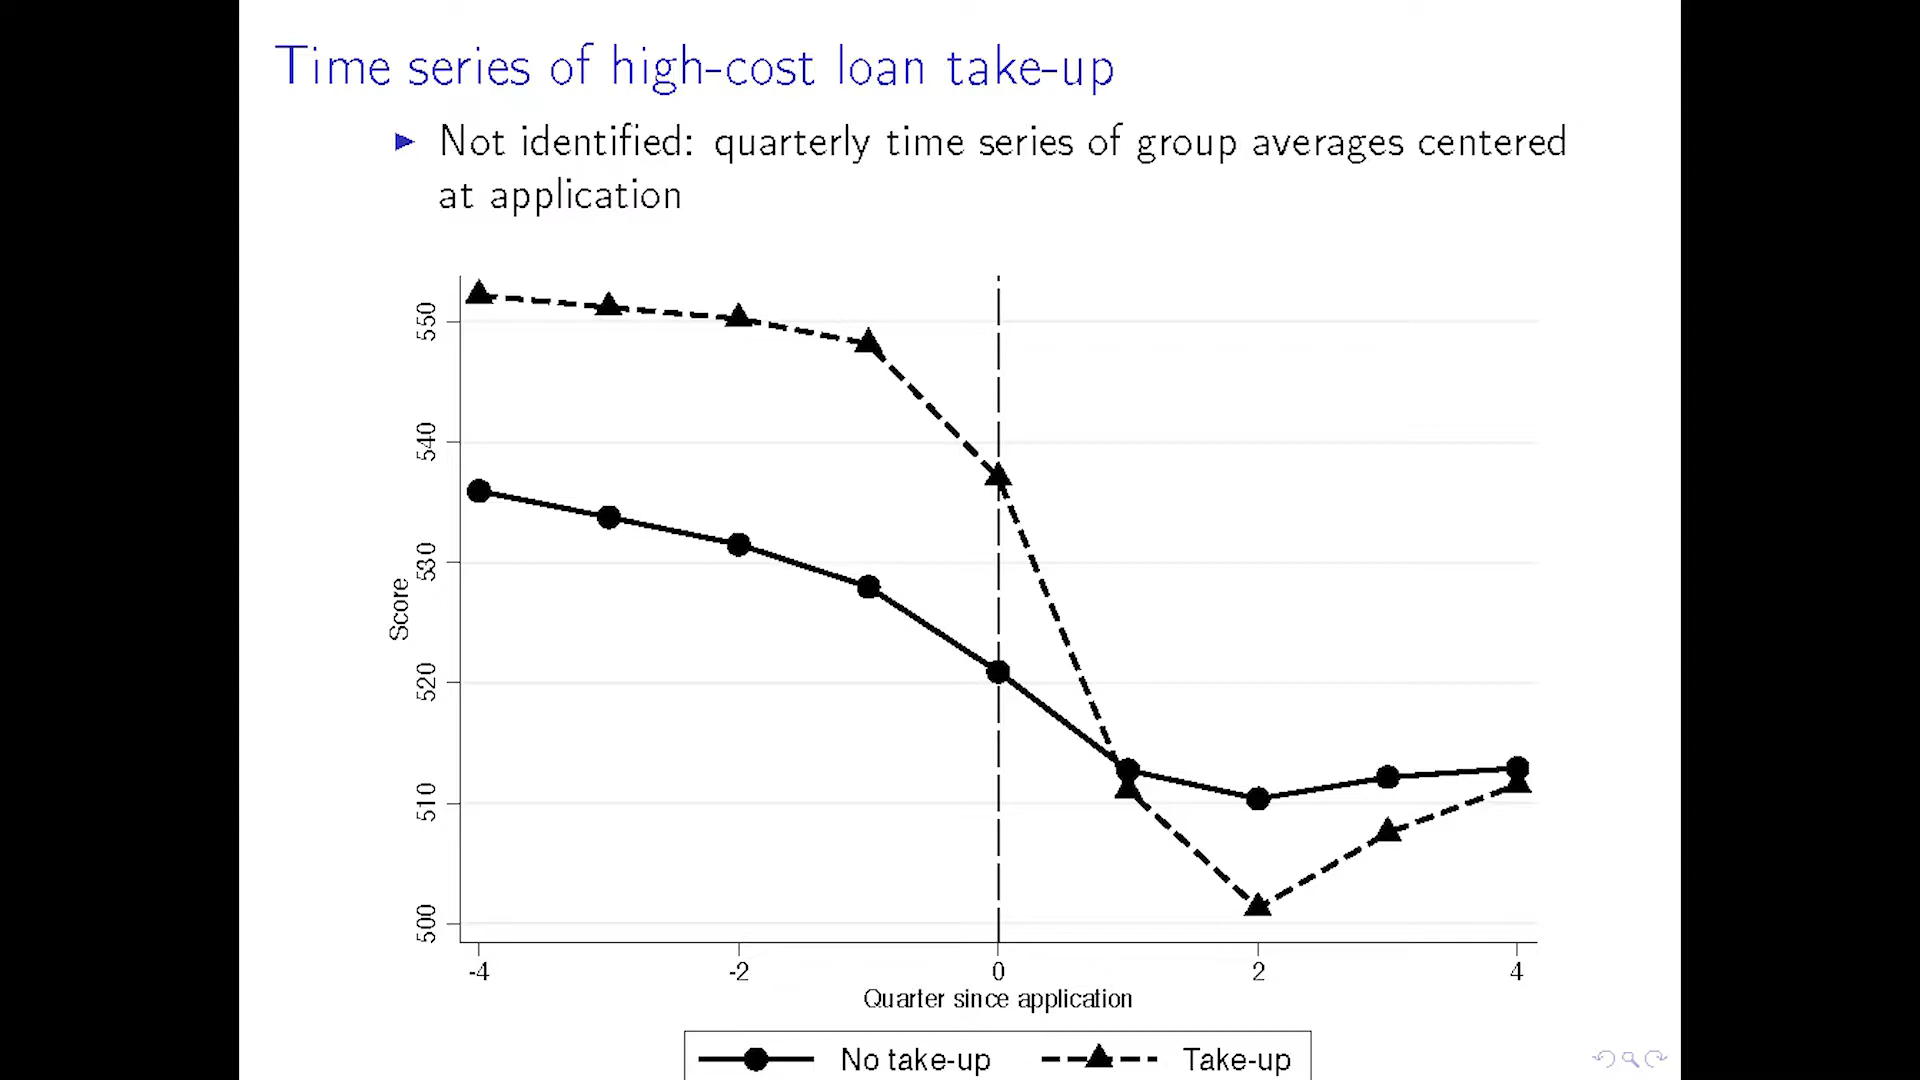 Time series of high-cost loan take-up
Not identified: quarterly time series of group averages centered
at application
550
540
530
520
510
500
Score
-4 -2 0 2 4
Quarter since application
No take-up Take-up